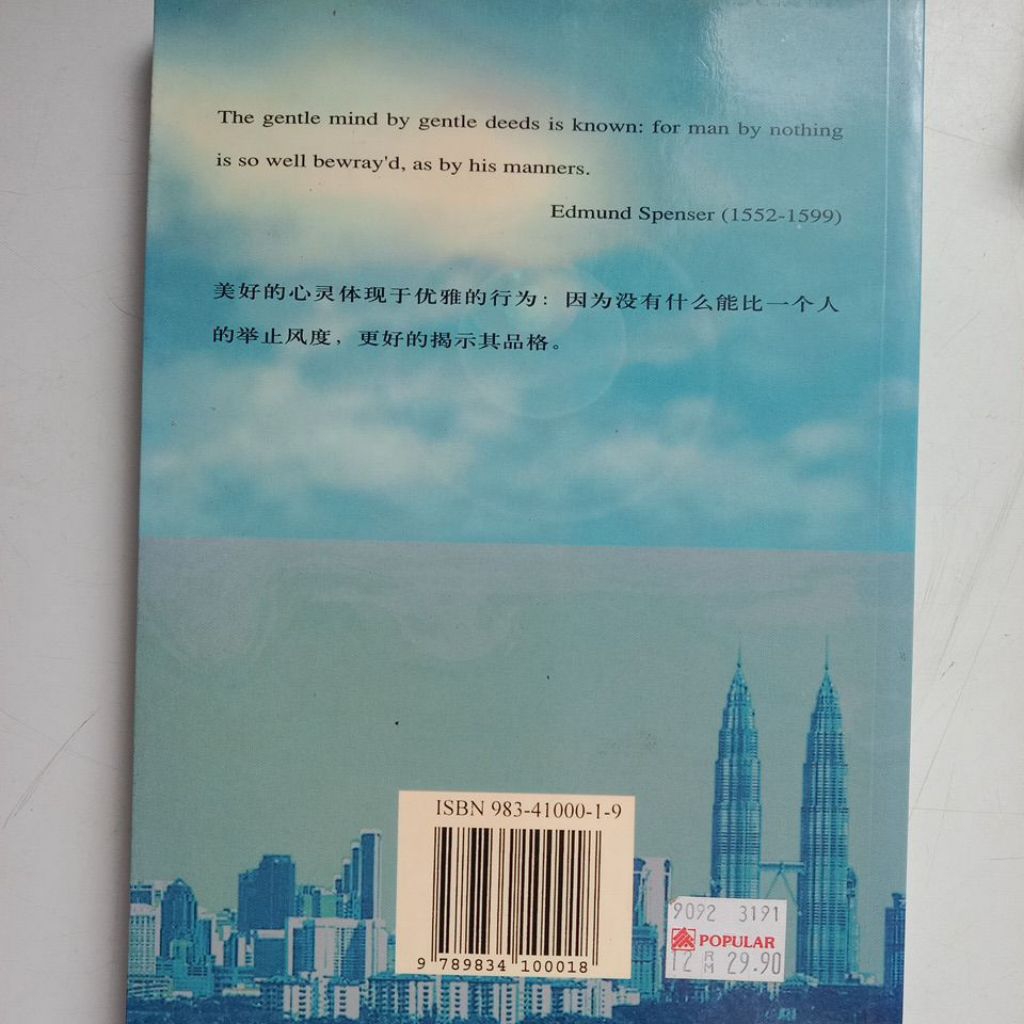 The gentle mind by gentle deeds is known: for man by nothing
is so well bewray'd, as by his manners.
Edmund Spenser (1552-1599)
美好的心灵体现于优雅的行为：因为没有什么能比一个人
的举止风度，更好的揭示其品格。
ISBN 983-41000-1-9
9 789834 100018
9092 3191
POPULAR
12 RM 29.90